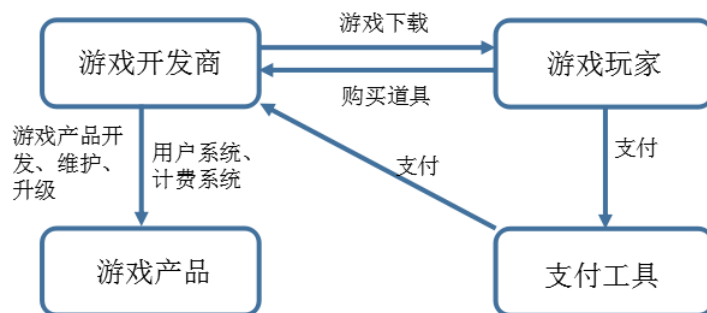 游戏下载
游戏开发商
游戏玩家
购买道具
游戏产品开
发、维护、
升级
用户系统、
计费系统
支付
支付
游戏产品
支付工具